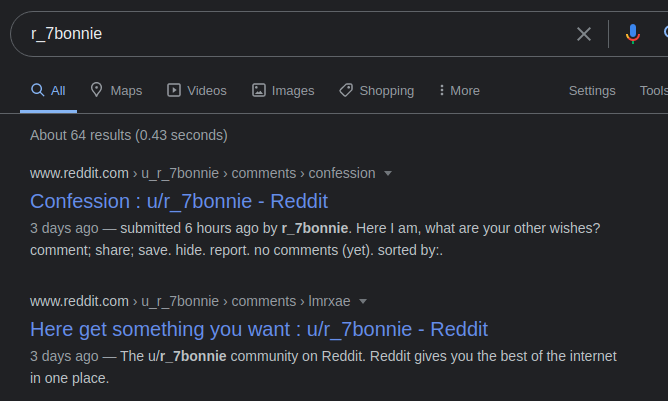 r_7bonnie
All Maps Videos Images Shopping More Settings Tools
About 64 results (0.43 seconds)
www.reddit.com › u_r_7bonnie › comments › confession
Confession : u/r_7bonnie - Reddit
3 days ago — submitted 6 hours ago by r_7bonnie. Here I am, what are your other wishes?
comment; share; save. hide. report. no comments (yet). sorted by:.
www.reddit.com › u_r_7bonnie › comments › lmrxae
Here get something you want : u/r_7bonnie - Reddit
3 days ago — The u/r_7bonnie community on Reddit. Reddit gives you the best of the internet
in one place.